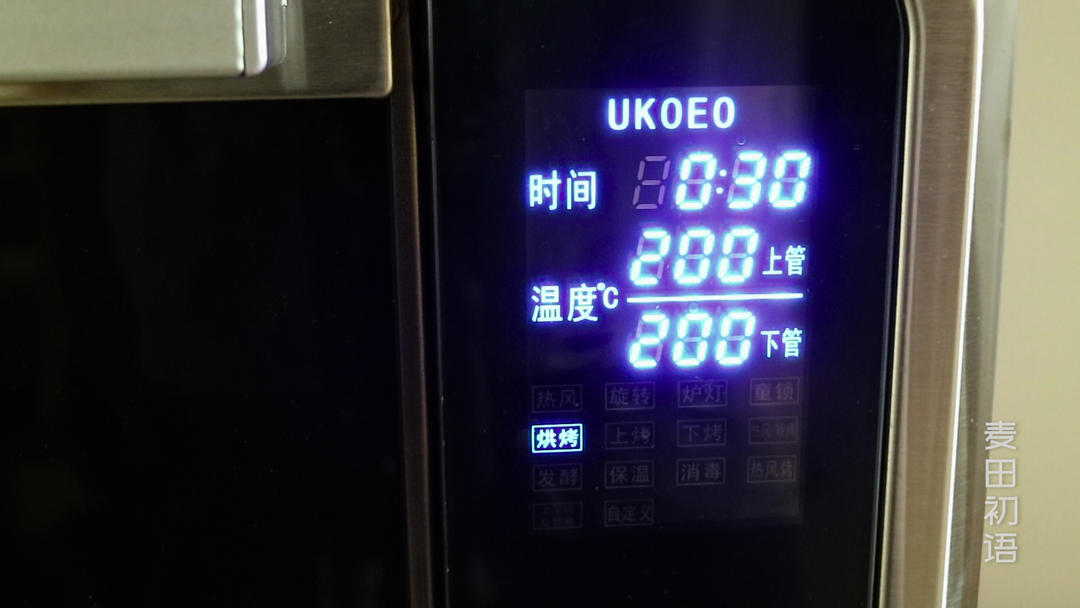 UKOEO
时间 0:30
200 上管
温度℃
200 下管
热风 旋转 炉灯 童锁
烘烤 上烤 下烤
发酵 保温 消毒 热风烤
自定义
麦田初语